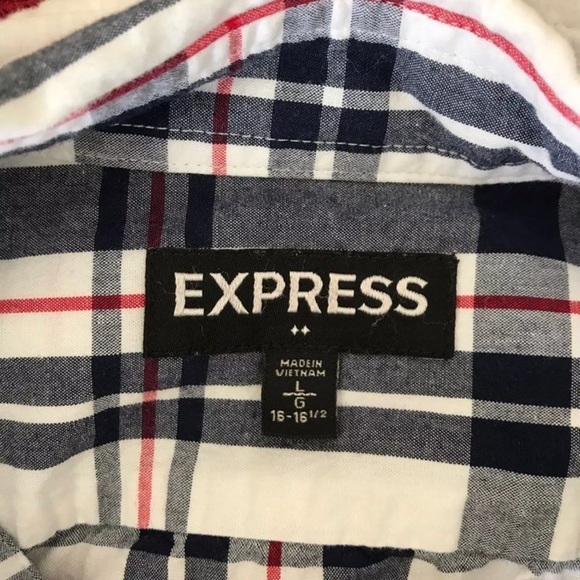 EXPRESS
MADE IN
VIETNAM
L
G
16-16 1/2